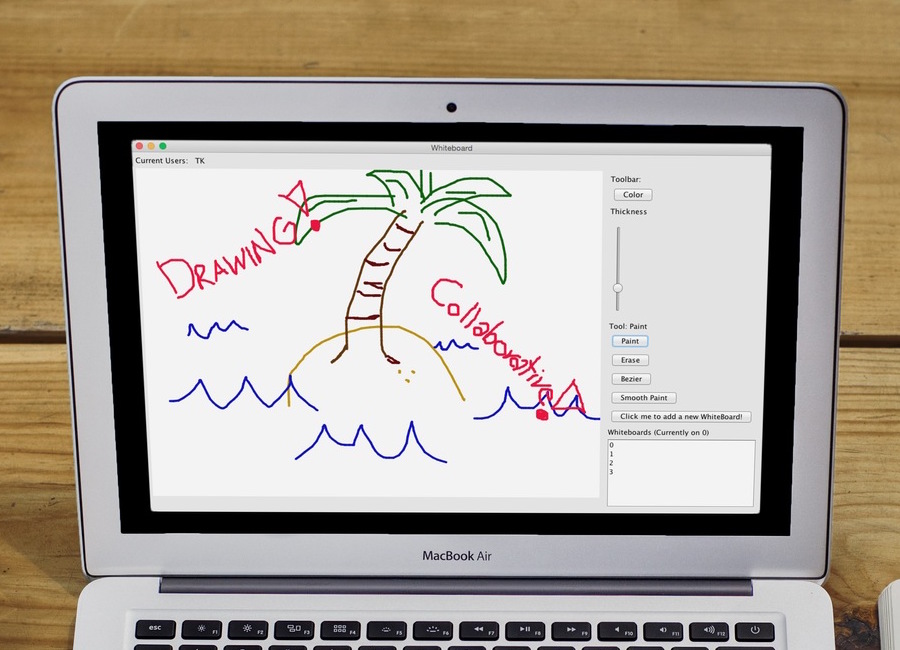 Whiteboard
Current Users: TK
DRAWING!
Collaborative!
Toolbar:
Color
Thickness
Tool: Paint
Paint
Erase
Bezier
Smooth Paint
Click me to add a new WhiteBoard!
Whiteboards (Currently on 0)
0
1
2
3
MacBook Air
esc F1 F2 F3 F4 F5 F6 F7 F8 F9 F10 F11 F12